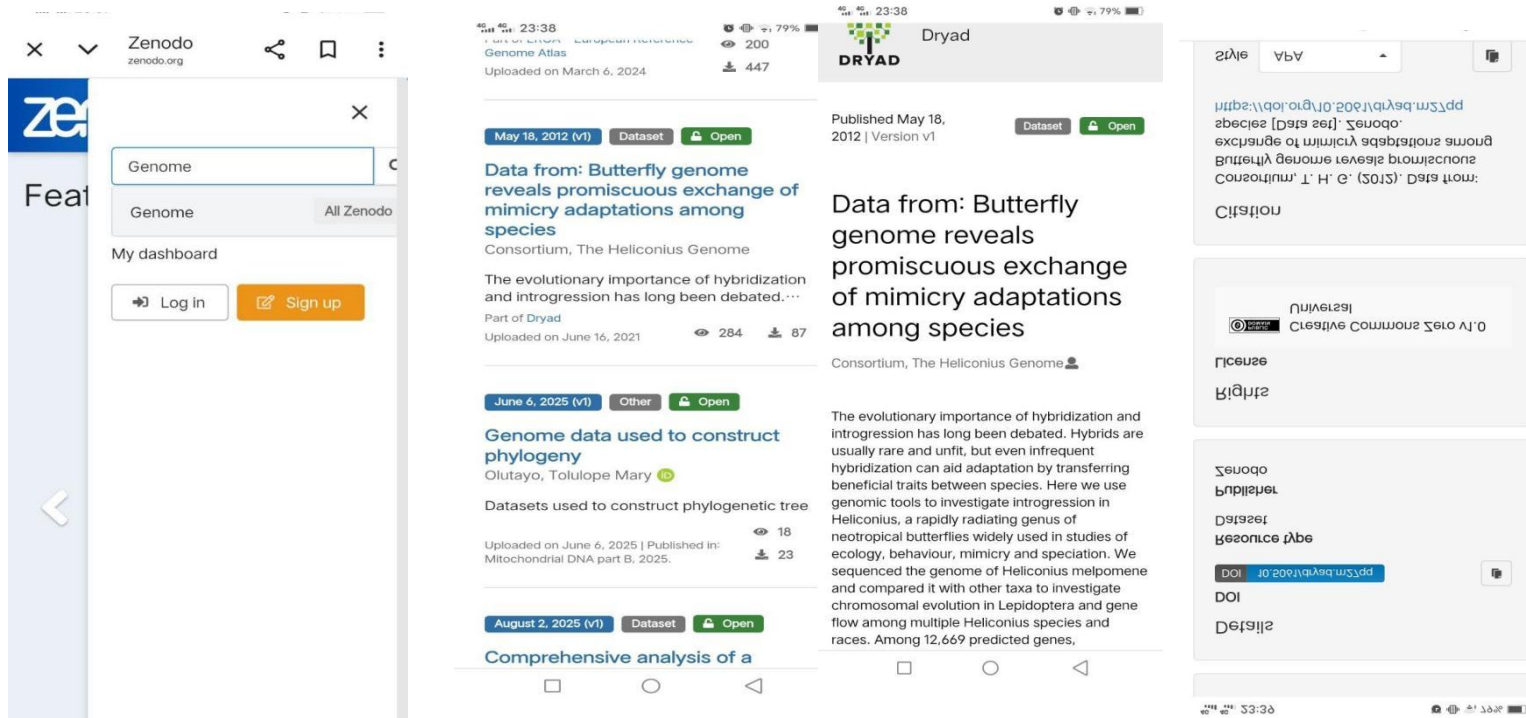 Zenodo
zenodo.org
Feat
Genome
Genome All Zenodo
My dashboard
Log in Sign up
4G 4G 23:38 79%
Genome Atlas
200
Uploaded on March 6, 2024
447
May 18, 2012 (v1) Dataset Open
Data from: Butterfly genome
reveals promiscuous exchange of
mimicry adaptations among
species
Consortium, The Heliconius Genome
The evolutionary importance of hybridization
and introgression has long been debated.…
Part of Dryad
Uploaded on June 16, 2021 284 87
June 6, 2025 (v1) Other Open
Genome data used to construct
phylogeny
Olutayo, Tolulope Mary iD
Datasets used to construct phylogenetic tree
18
Uploaded on June 6, 2025 | Published in:
Mitochondrial DNA part B, 2025.
23
August 2, 2025 (v1) Dataset Open
Comprehensive analysis of a
4G 4G 23:38 79%
Dryad
DRYAD
Published May 18,
2012 | Version v1
Dataset Open
Data from: Butterfly
genome reveals
promiscuous exchange
of mimicry adaptations
among species
Consortium, The Heliconius Genome
The evolutionary importance of hybridization and
introgression has long been debated. Hybrids are
usually rare and unfit, but even infrequent
hybridization can aid adaptation by transferring
beneficial traits between species. Here we use
genomic tools to investigate introgression in
Heliconius, a rapidly radiating genus of
neotropical butterflies widely used in studies of
ecology, behaviour, mimicry and speciation. We
sequenced the genome of Heliconius melpomene
and compared it with other taxa to investigate
chromosomal evolution in Lepidoptera and gene
flow among multiple Heliconius species and
races. Among 12,669 predicted genes,
4G 4G 23:39 79%
Details
DOI
DOI 10.5061/dryad.m27qq
Resource type
Dataset
Publisher
Zenodo
Rights
License
Creative Commons Zero v1.0
Universal
Citation
Consortium, T. H. G. (2012). Data from:
Butterfly genome reveals promiscuous
exchange of mimicry adaptations among
species [Data set]. Zenodo.
https://doi.org/10.5061/dryad.m27qq
Style APA